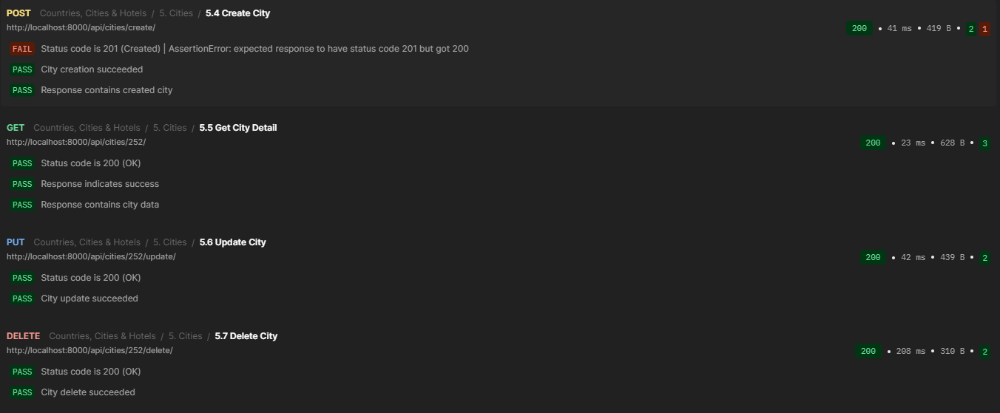 POST Countries, Cities & Hotels / 5. Cities / 5.4 Create City
http://localhost:8000/api/cities/create/
200 • 41 ms • 419 B • 2 1
FAIL Status code is 201 (Created) | AssertionError: expected response to have status code 201 but got 200
PASS City creation succeeded
PASS Response contains created city
GET Countries, Cities & Hotels / 5. Cities / 5.5 Get City Detail
http://localhost:8000/api/cities/252/
200 • 23 ms • 628 B • 3
PASS Status code is 200 (OK)
PASS Response indicates success
PASS Response contains city data
PUT Countries, Cities & Hotels / 5. Cities / 5.6 Update City
http://localhost:8000/api/cities/252/update/
200 • 42 ms • 439 B • 2
PASS Status code is 200 (OK)
PASS City update succeeded
DELETE Countries, Cities & Hotels / 5. Cities / 5.7 Delete City
http://localhost:8000/api/cities/252/delete/
200 • 208 ms • 310 B • 2
PASS Status code is 200 (OK)
PASS City delete succeeded